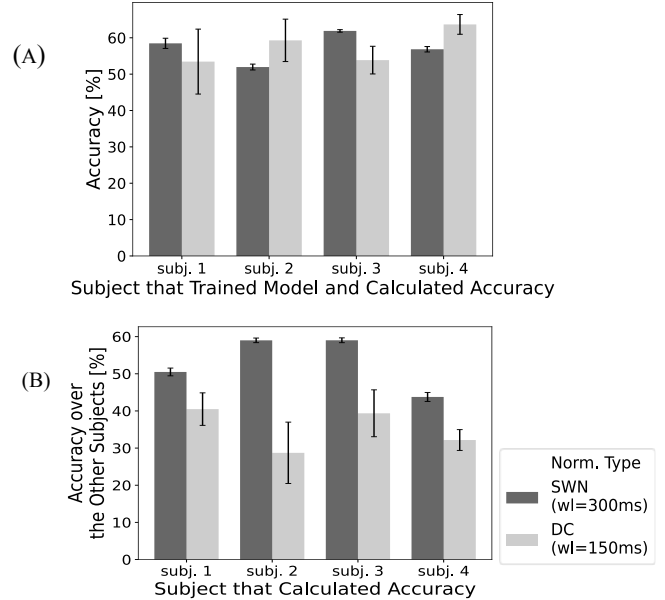 (A)
Accuracy [%]
60
50
40
30
20
10
0
subj. 1 subj. 2 subj. 3 subj. 4
Subject that Trained Model and Calculated Accuracy
(B)
Accuracy over
the Other Subjects [%]
60
50
40
30
20
10
0
subj. 1 subj. 2 subj. 3 subj. 4
Subject that Calculated Accuracy
Norm. Type
SWN
(wl=300ms)
DC
(wl=150ms)